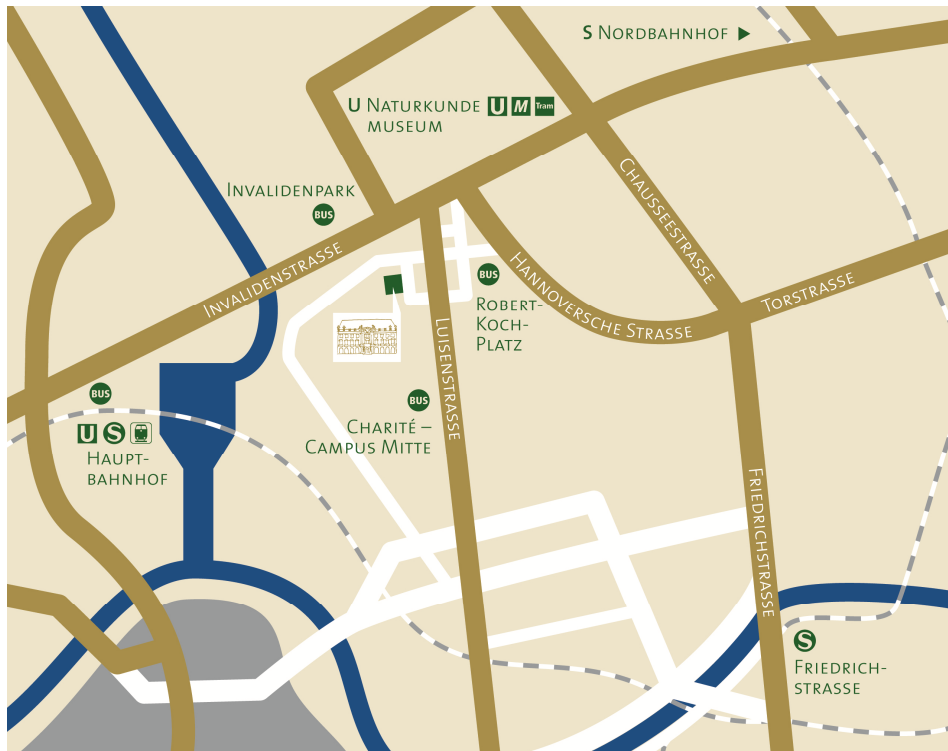 S NORDBAHNHOF
U NATURKUNDE U M Tram
MUSEUM
INVALIDENPARK
BUS
CHAUSSEESTRASSE
INVALIDENSTRASSE
HANNOVERSCHE STRASSE
TORSTRASSE
BUS
ROBERT-
KOCH-
PLATZ
LUISENSTRASSE
BUS
U S
HAUPT-
BAHNHOF
BUS
CHARITÉ –
CAMPUS MITTE
FRIEDRICHSTRASSE
S
FRIEDRICH-
STRASSE